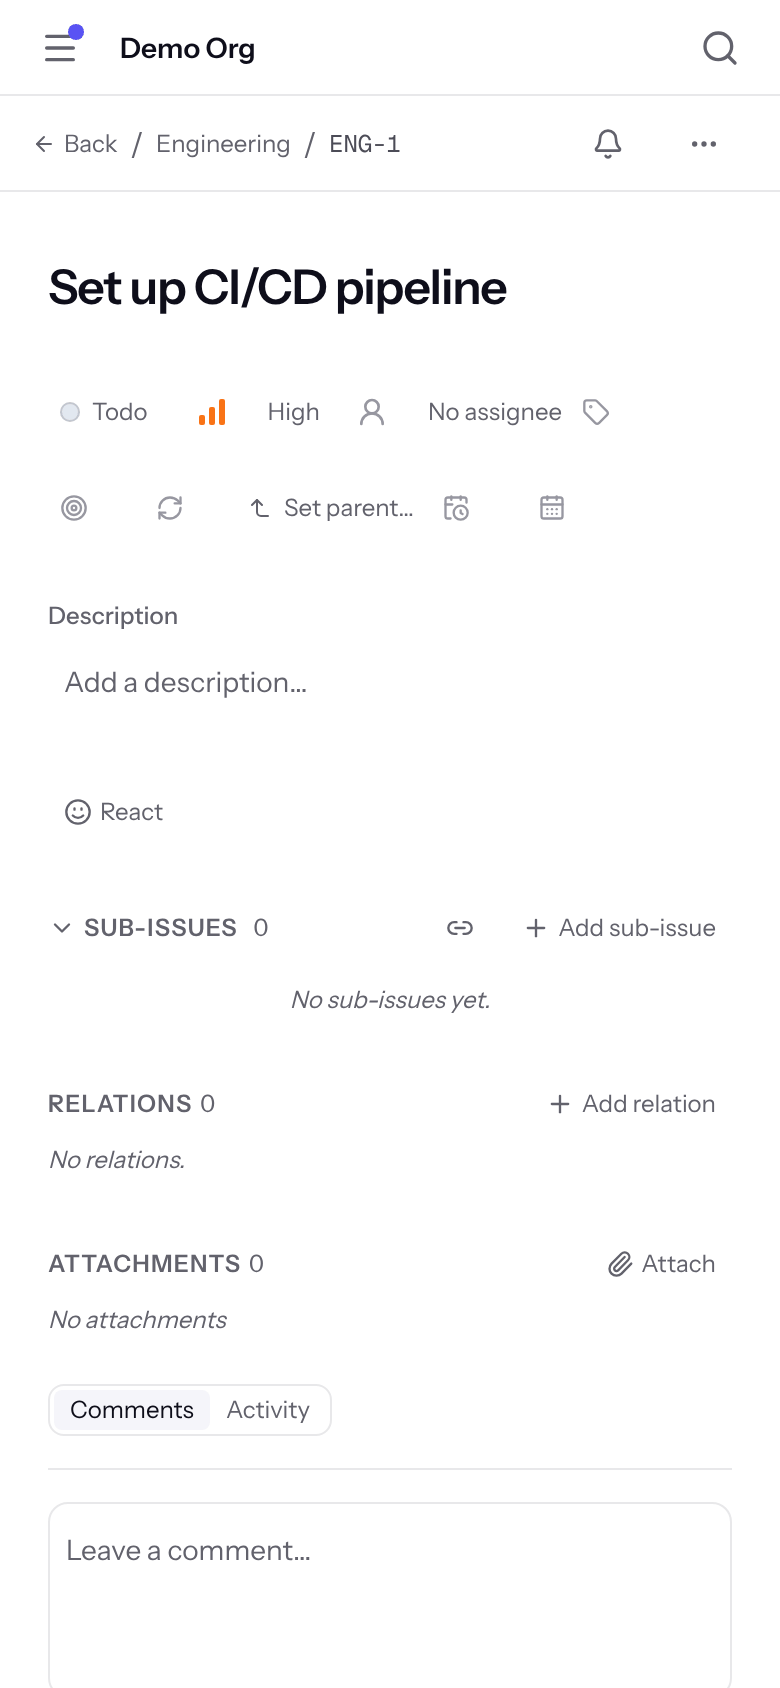 Demo Org
Back / Engineering / ENG-1
Set up CI/CD pipeline
Todo High No assignee
Set parent...
Description
Add a description...
React
SUB-ISSUES 0 Add sub-issue
No sub-issues yet.
RELATIONS 0 Add relation
No relations.
ATTACHMENTS 0 Attach
No attachments
Comments Activity
Leave a comment...